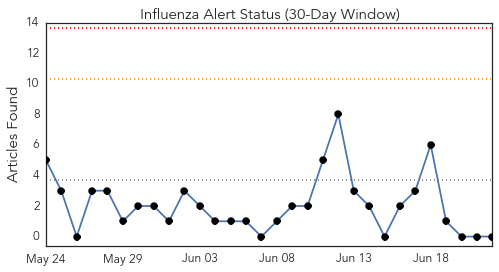 Influenza Alert Status (30-Day Window)
14
12
10
8
6
4
2
0
Articles Found
May 24
May 29
Jun 03
Jun 08
Jun 13
Jun 18